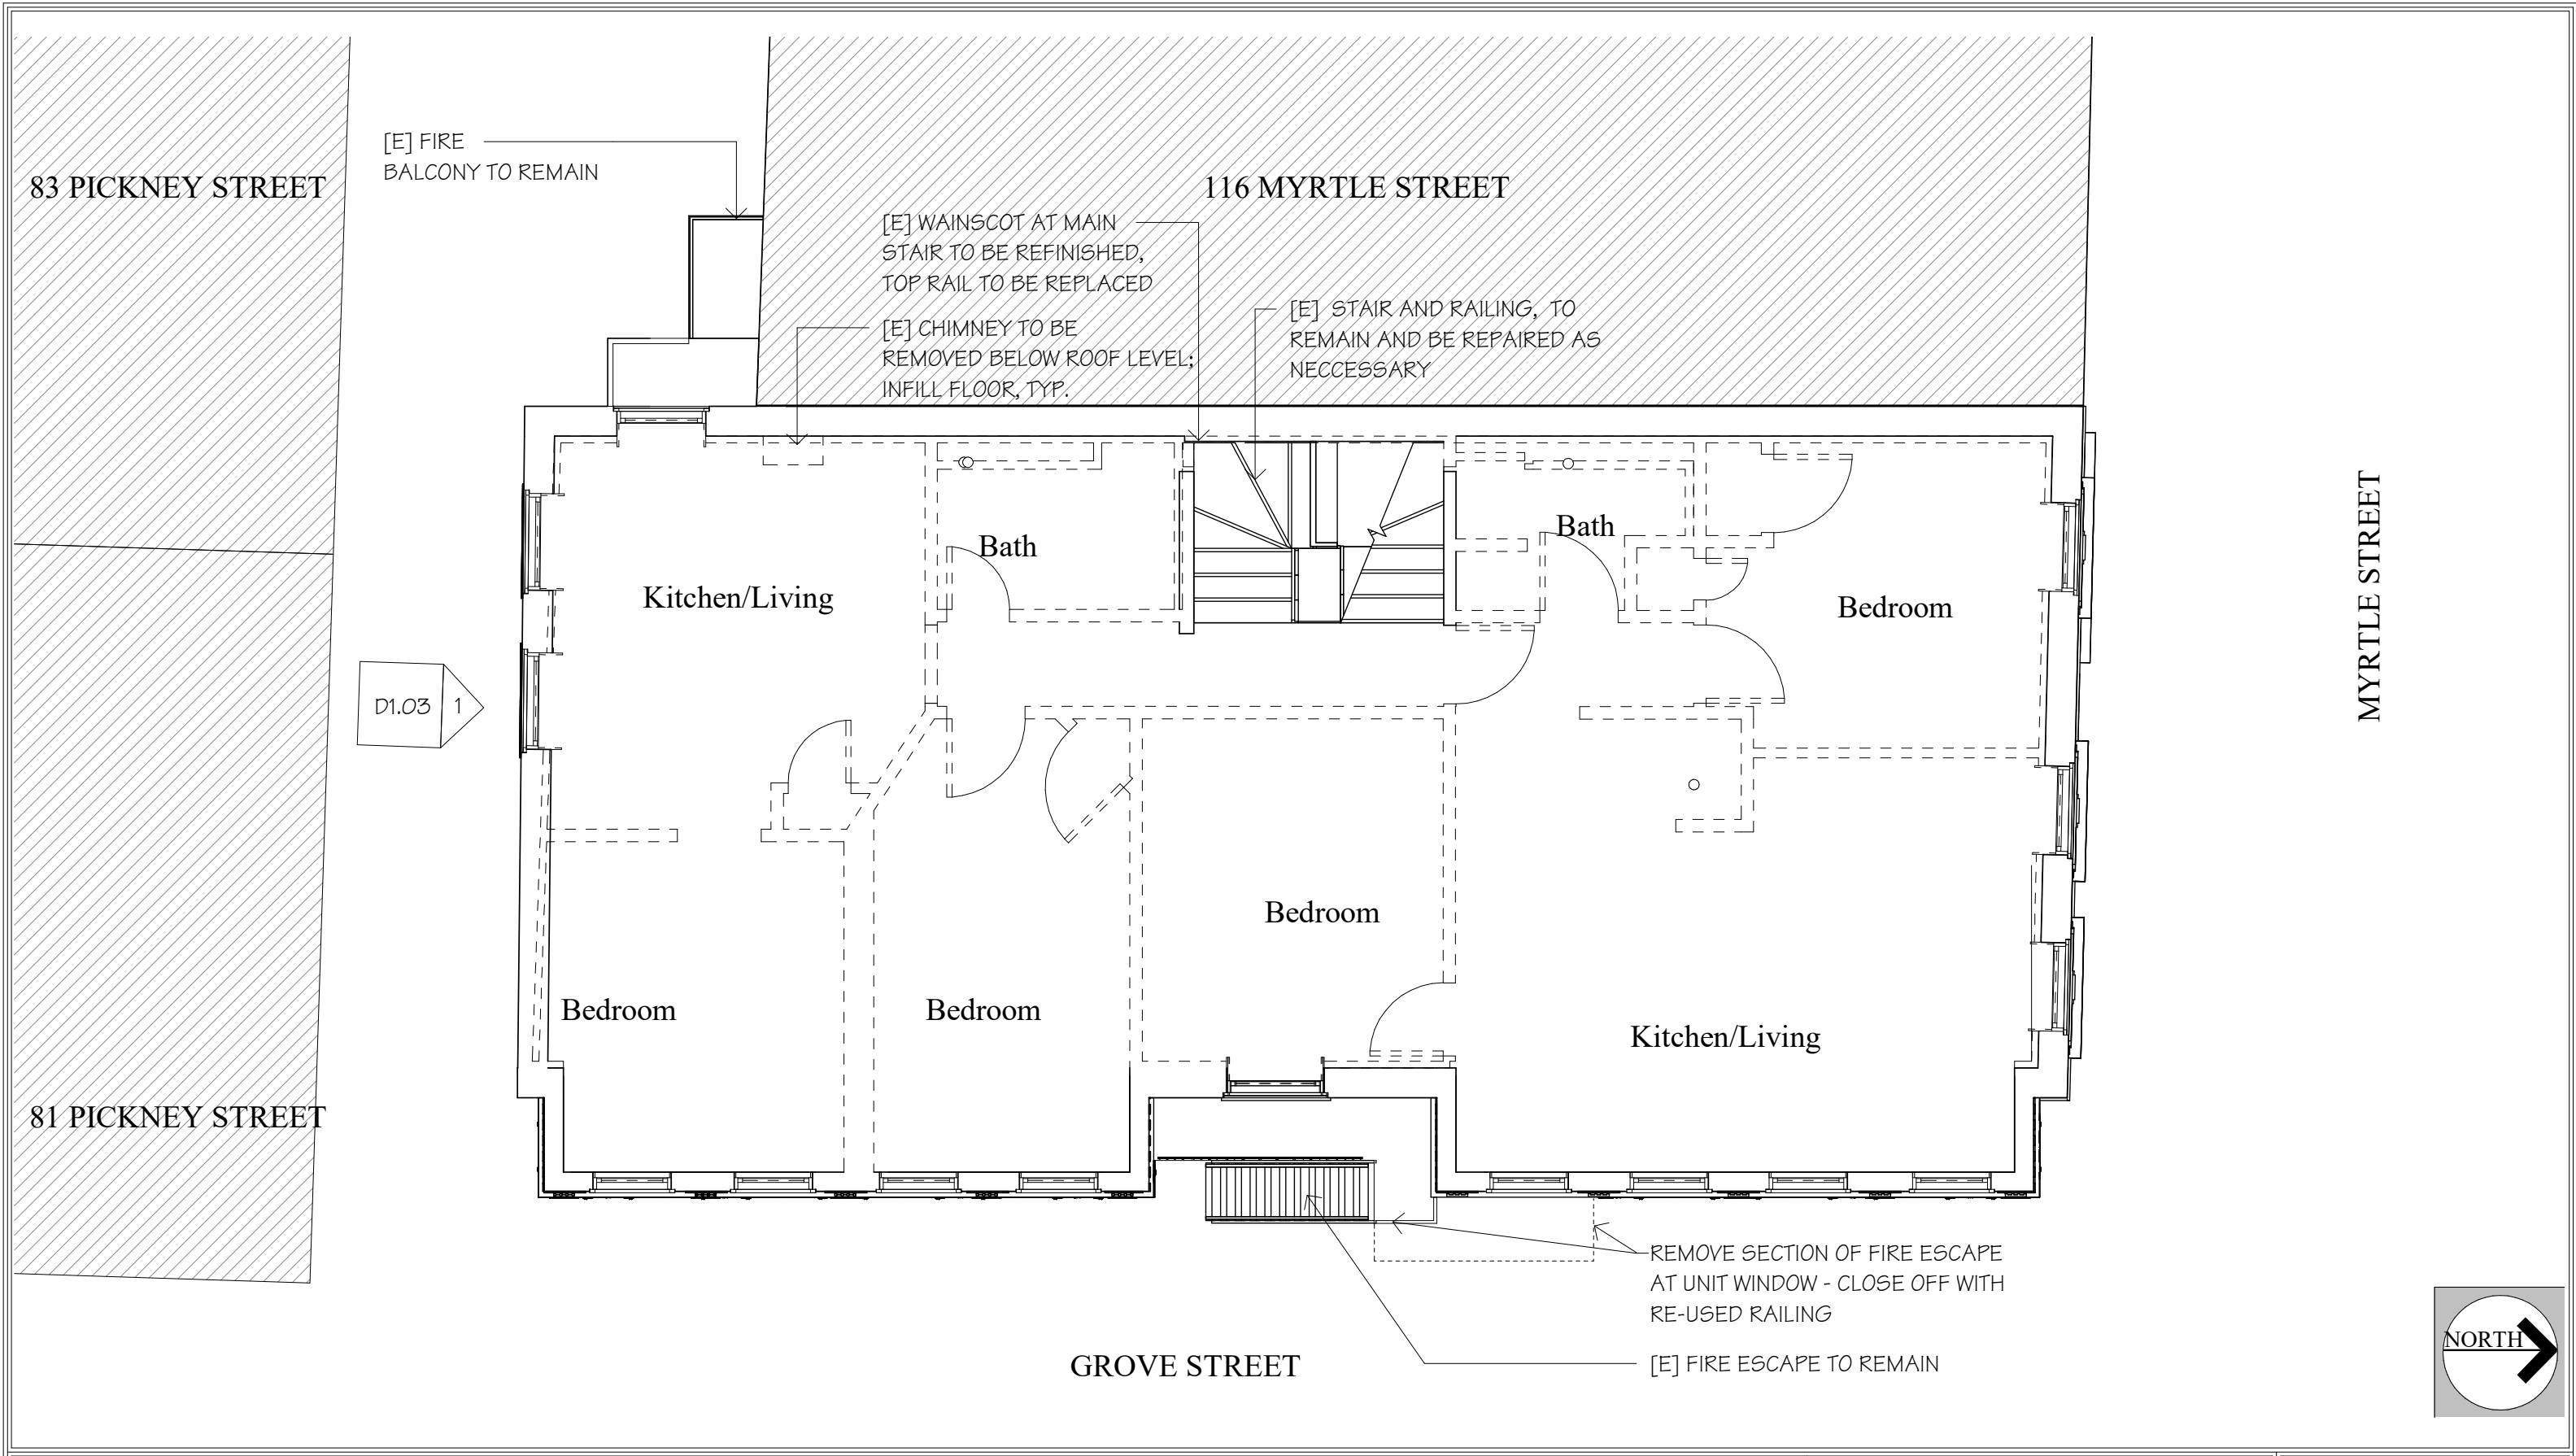 [E] FIRE
BALCONY TO REMAIN
83 PICKNEY STREET
116 MYRTLE STREET
[E] WAINSCOT AT MAIN
STAIR TO BE REFINISHED,
TOP RAIL TO BE REPLACED
[E] CHIMNEY TO BE
REMOVED BELOW ROOF LEVEL;
INFILL FLOOR, TYP.
[E] STAIR AND RAILING, TO
REMAIN AND BE REPAIRED AS
NECCESSARY
Bath
Bath
Kitchen/Living
Bedroom
MYRTLE STREET
D1.03
1
Bedroom
Bedroom
Bedroom
Kitchen/Living
81 PICKNEY STREET
REMOVE SECTION OF FIRE ESCAPE
AT UNIT WINDOW - CLOSE OFF WITH
RE-USED RAILING
GROVE STREET
[E] FIRE ESCAPE TO REMAIN
NORTH